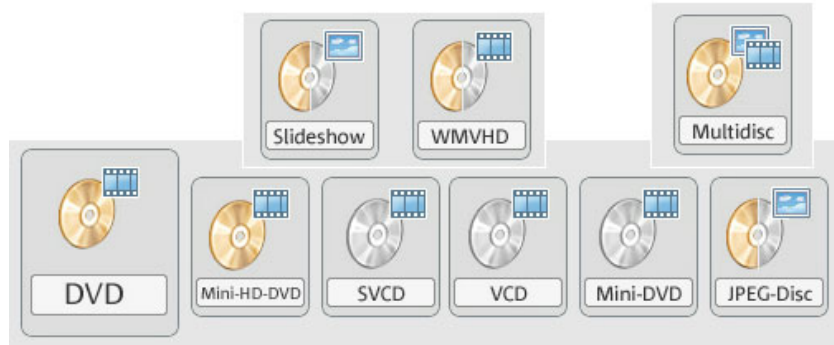 Slideshow
WMVHD
Multidisc
DVD
Mini-HD-DVD
SVCD
VCD
Mini-DVD
JPEG-Disc